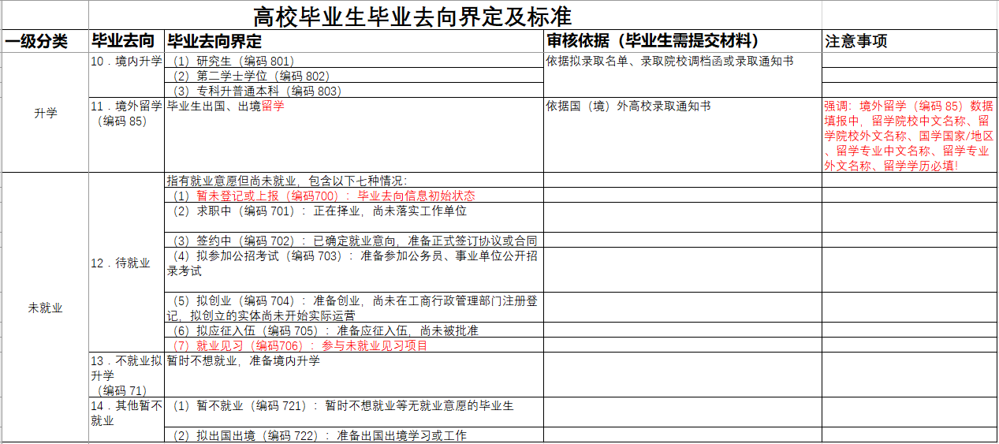 高校毕业生毕业去向界定及标准
一级分类
毕业去向
毕业去向界定
审核依据（毕业生需提交材料）
注意事项
升学
10．境内升学
（1）研究生（编码 801）
（2）第二学士学位（编码 802）
（3）专科升普通本科（编码 803）
依据拟录取名单、录取院校调档函或录取通知书
11．境外留学
（编码 85）
毕业生出国、出境留学
依据国（境）外高校录取通知书
强调：境外留学（编码 85）数据
填报中，留学院校中文名称、留
学院校外文名称、国学国家/地区
、留学专业中文名称、留学专业
外文名称、留学学历必填！
未就业
12．待就业
指有就业意愿但尚未就业，包含以下七种情况：
（1）暂未登记或上报（编码700）：毕业去向信息初始状态
（2）求职中（编码 701）：正在择业，尚未落实工作单位
（3）签约中（编码 702）：已确定就业意向，准备正式签订协议或合同
（4）拟参加公招考试（编码 703）：准备参加公务员、事业单位公开招
录考试
（5）拟创业（编码 704）：准备创业，尚未在工商行政管理部门注册登
记，拟创立的实体尚未开始实际运营
（6）拟应征入伍（编码 705）：准备应征入伍，尚未被批准
（7）就业见习（编码706）：参与未就业见习项目
13．不就业拟
升学
（编码 71）
暂时不想就业，准备境内升学
14．其他暂不
就业
（1）暂不就业（编码 721）：暂时不想就业等无就业意愿的毕业生
（2）拟出国出境（编码 722）：准备出国出境学习或工作